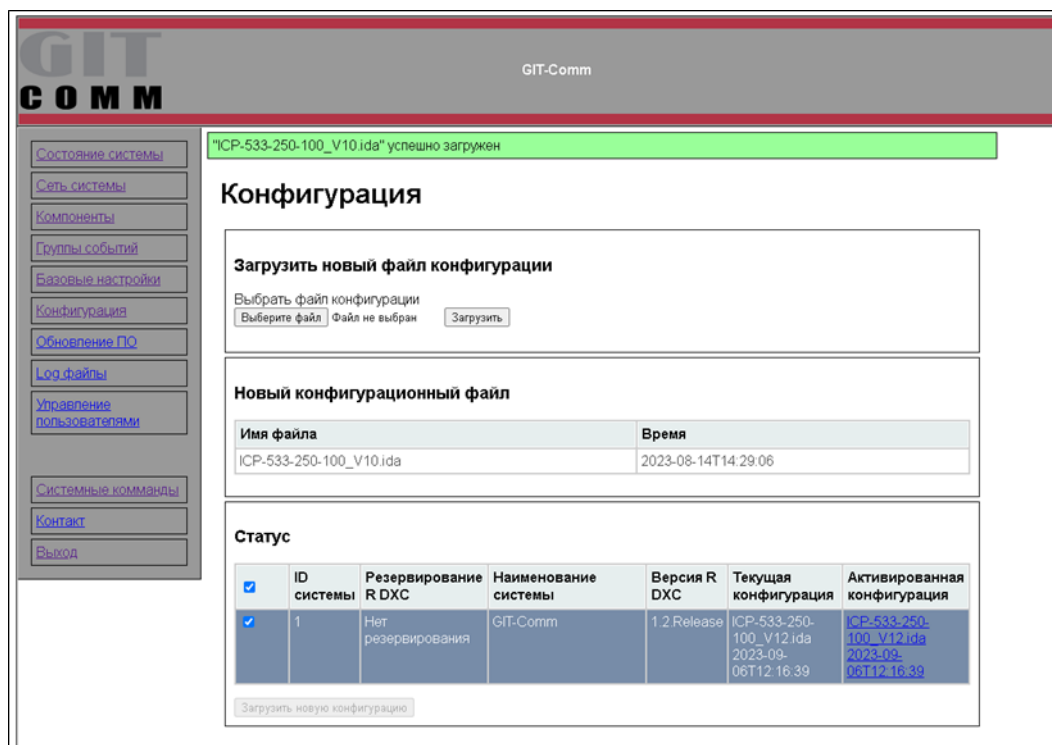 GIT
COMM
GIT-Comm
Состояние системы
Сеть системы
Компоненты
Группы событий
Базовые настройки
Конфигурация
Обновление ПО
Log файлы
Управление
пользователями
Системные комманды
Контакт
Выход
"ICP-533-250-100_V10.ida" успешно загружен
Конфигурация
Загрузить новый файл конфигурации
Выбрать файл конфигурации
Выберите файл Файл не выбран Загрузить
Новый конфигурационный файл
Имя файла Время
ICP-533-250-100_V10.ida 2023-08-14T14:29:06
Статус
ID системы Резервирование R DXC Наименование системы Версия R DXC Текущая конфигурация Активированная конфигурация
1 Нет резервирования GIT-Comm 1.2.Release ICP-533-250-100_V12.ida 2023-09-06T12:16:39 ICP-533-250-100_V12.ida 2023-09-06T12:16:39
Загрузить новую конфигурацию